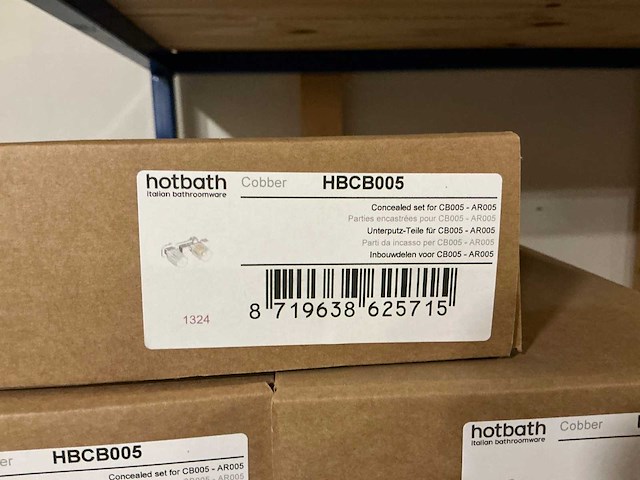 hotbath Cobber HBCB005
italian bathroomware
Concealed set for CB005 - AR005
Parties encastrées pour CB005 - AR005
Unterputz-Teile für CB005 - AR005
Parti da incasso per CB005 - AR005
Inbouwdelen voor CB005 - AR005
1324
8 719638 625715
er HBCB005
Concealed set for CB005 - AR005
hotbath Cobber
italian bathroomware